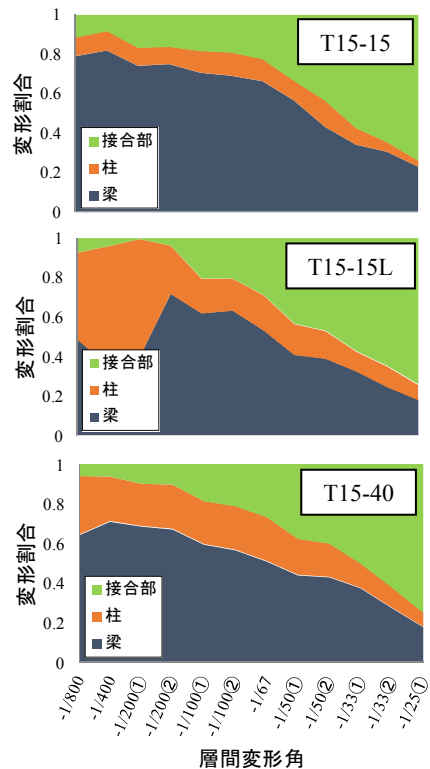 T15-15
1
0.8
0.6
0.4
0.2
0
変形割合
接合部
柱
梁
T15-15L
1
0.8
0.6
0.4
0.2
0
変形割合
接合部
柱
梁
T15-40
1
0.8
0.6
0.4
0.2
0
変形割合
接合部
柱
梁
-1/800
-1/400
-1/200①
-1/200②
-1/100①
-1/100②
-1/67
-1/50①
-1/50②
-1/33①
-1/33②
-1/25①
層間変形角